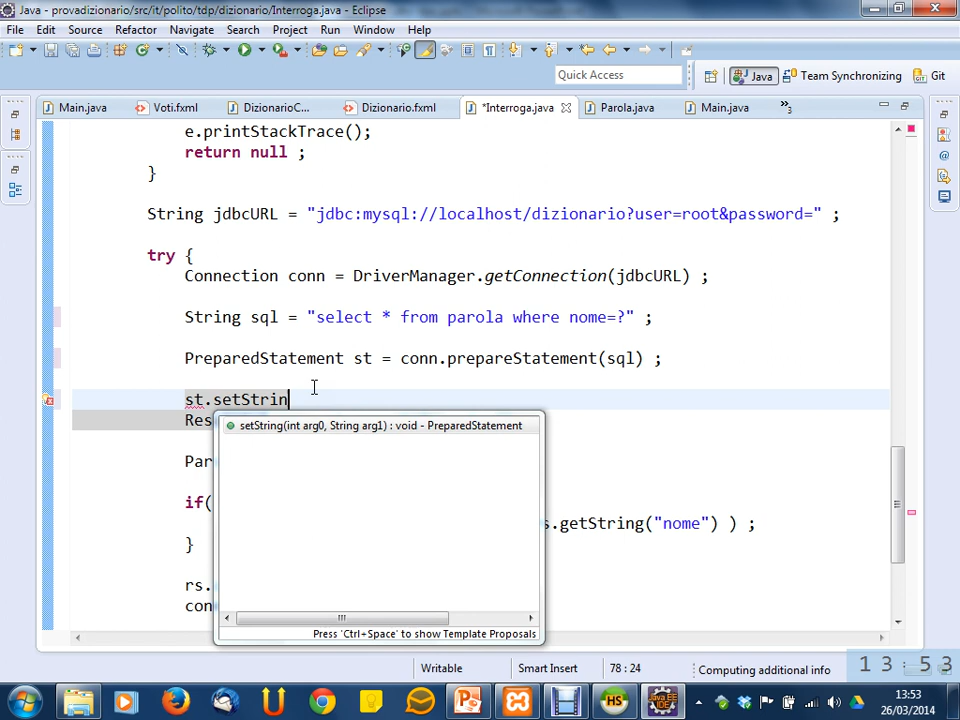 Java - provadizionario/src/it/polito/tdp/dizionario/Interroga.java - Eclipse
File Edit Source Refactor Navigate Search Project Run Window Help
Quick Access
Java
Team Synchronizing
Git
Main.java
Voti.fxml
DizionarioC...
Dizionario.fxml
*Interroga.java
Parola.java
Main.java
»3
e.printStackTrace();
return null ;
}
String jdbcURL = "jdbc:mysql://localhost/dizionario?user=root&password=" ;
try {
Connection conn = DriverManager.getConnection(jdbcURL) ;
String sql = "select * from parola where nome=?" ;
PreparedStatement st = conn.prepareStatement(sql) ;
st.setStrin
Res
setString(int arg0, String arg1) : void - PreparedStatement
Par
if(
s.getString("nome") ) ;
}
rs.
con
Press 'Ctrl+Space' to show Template Proposals
Writable
Smart Insert
78 : 24
Computing additional info
13:53
13:53
26/03/2014